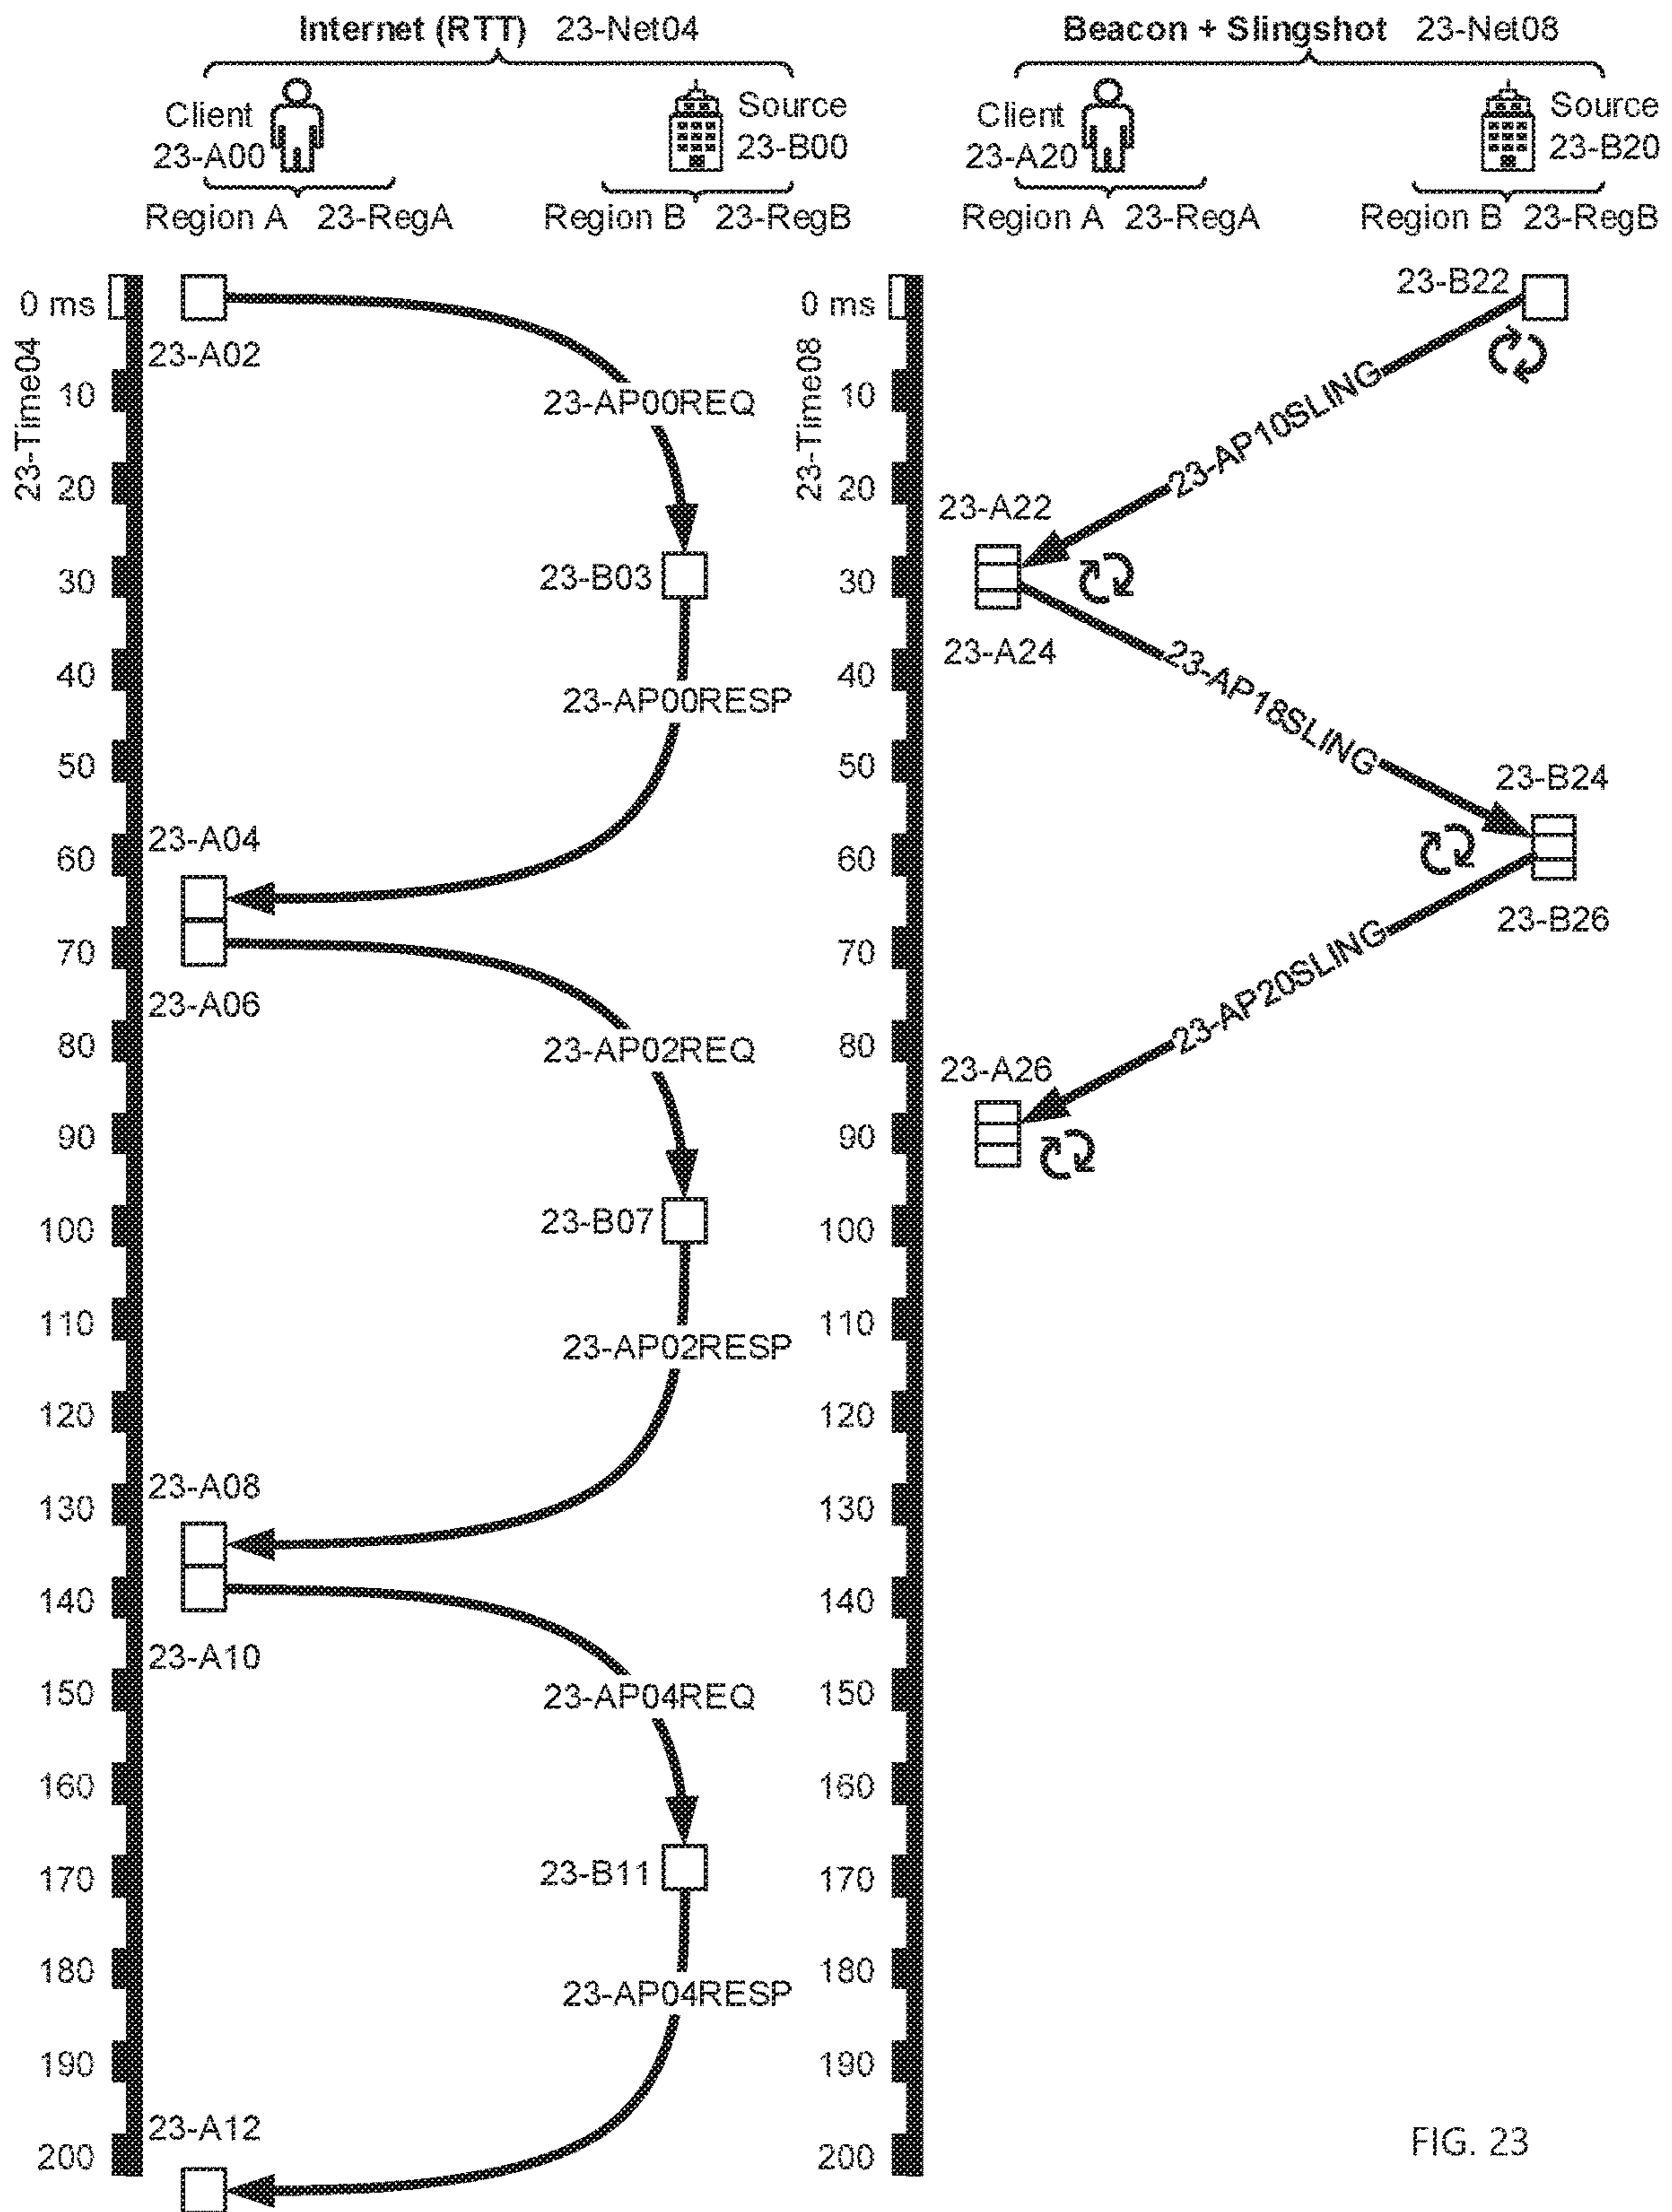 Internet (RTT) 23-Net04
Client
23-A00
Source
23-B00
Region A 23-RegA
Region B 23-RegB
23-Time04
0 ms
10
20
30
40
50
60
70
80
90
100
110
120
130
140
150
160
170
180
190
200
23-A02
23-AP00REQ
23-B03
23-AP00RESP
23-A04
23-A06
23-AP02REQ
23-B07
23-AP02RESP
23-A08
23-A10
23-AP04REQ
23-B11
23-AP04RESP
23-A12
Beacon + Slingshot 23-Net08
Client
23-A20
Source
23-B20
Region A 23-RegA
Region B 23-RegB
23-Time08
0 ms
10
20
30
40
50
60
70
80
90
100
110
120
130
140
150
160
170
180
190
200
23-B22
23-AP10SLING
23-A22
23-A24
23-AP18SLING
23-B24
23-B26
23-AP20SLING
23-A26
FIG. 23